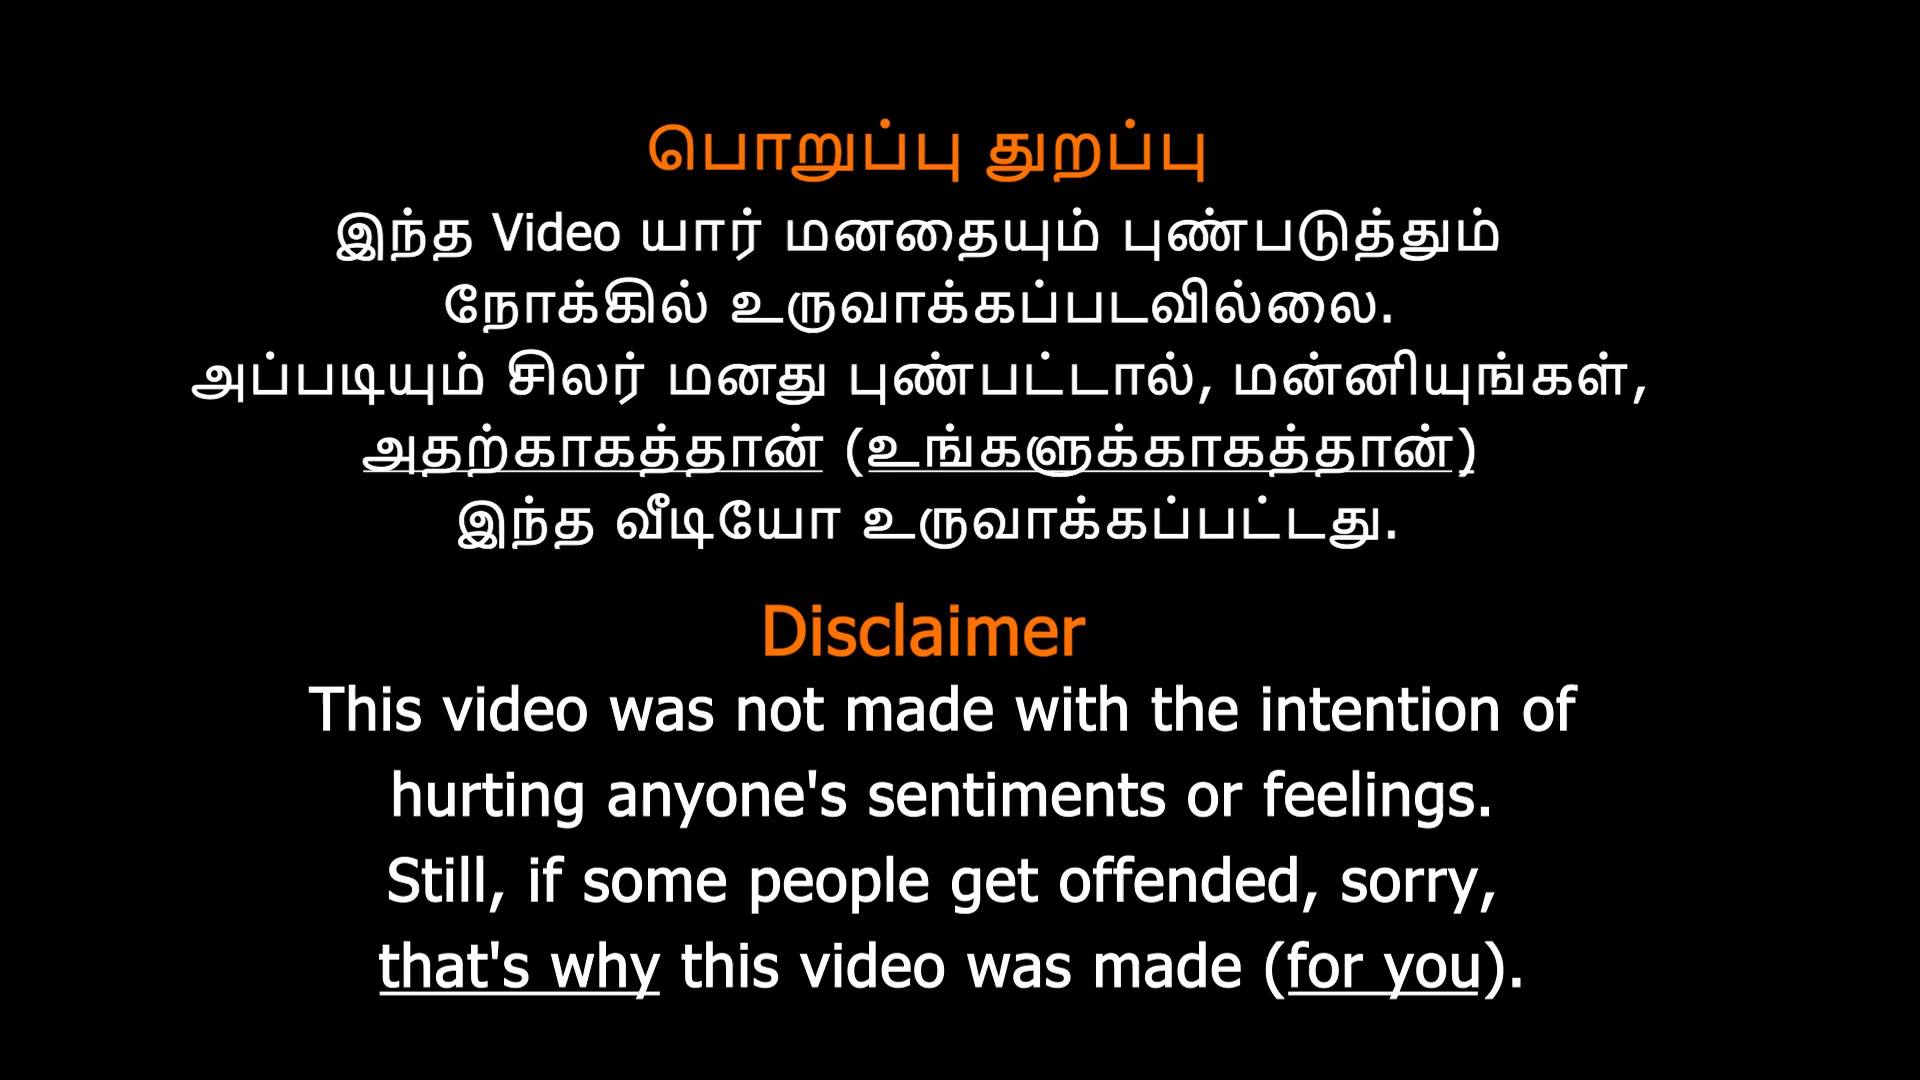 பொறுப்பு துறப்பு
இந்த Video யார் மனதையும் புண்படுத்தும்
நோக்கில் உருவாக்கப்படவில்லை.
அப்படியும் சிலர் மனது புண்பட்டால், மன்னியுங்கள்,
அதற்காகத்தான் (உங்களுக்காகத்தான்)
இந்த வீடியோ உருவாக்கப்பட்டது.
Disclaimer
This video was not made with the intention of
hurting anyone's sentiments or feelings.
Still, if some people get offended, sorry,
that's why this video was made (for you).